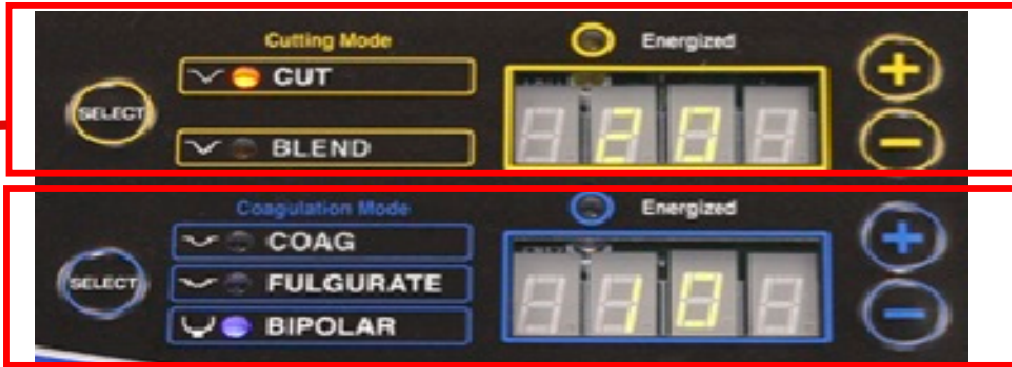 Cutting Mode
Energized
SELECT
CUT
BLEND
20
+
−
Coagulation Mode
Energized
SELECT
COAG
FULGURATE
BIPOLAR
10
+
−